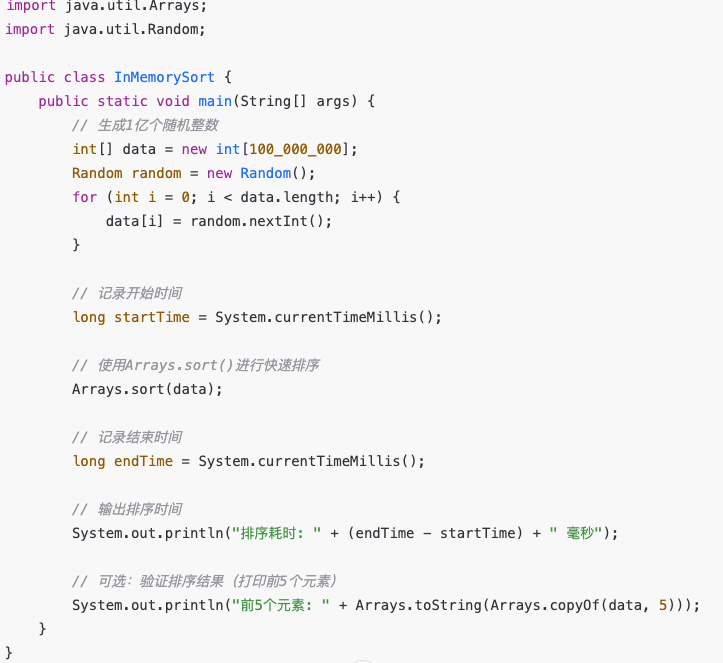 import java.util.Arrays;
import java.util.Random;

public class InMemorySort {
    public static void main(String[] args) {
        // 生成1亿个随机整数
        int[] data = new int[100_000_000];
        Random random = new Random();
        for (int i = 0; i < data.length; i++) {
            data[i] = random.nextInt();
        }

        // 记录开始时间
        long startTime = System.currentTimeMillis();

        // 使用Arrays.sort()进行快速排序
        Arrays.sort(data);

        // 记录结束时间
        long endTime = System.currentTimeMillis();

        // 输出排序时间
        System.out.println("排序耗时: " + (endTime - startTime) + " 毫秒");

        // 可选：验证排序结果（打印前5个元素）
        System.out.println("前5个元素: " + Arrays.toString(Arrays.copyOf(data, 5)));
    }
}